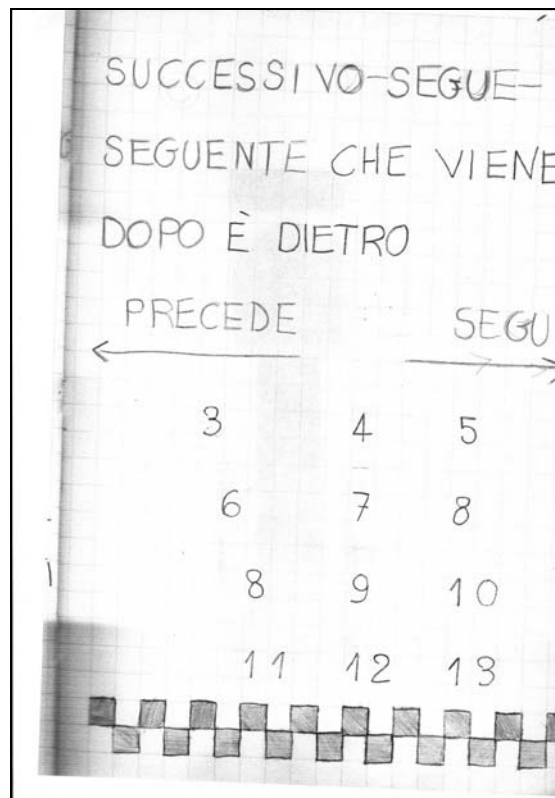 SUCCESSIVO-SEGUE-
SEGUENTE CHE VIENE
DOPO È DIETRO
PRECEDE SEGU
3 4 5
6 7 8
8 9 10
11 12 13